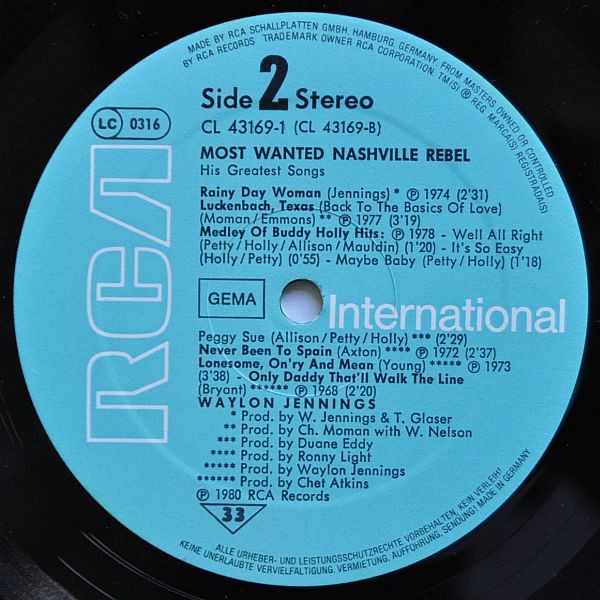 MADE BY RCA SCHALLPLATTEN GMBH, HAMBURG, GERMANY, FROM MASTERS OWNED OR CONTROLLED
BY RCA RECORDS TRADEMARK OWNER RCA CORPORATION. TM(S) ® REG. MARCA(S) REGISTRADA(S)
Side 2 Stereo
LC 0316
CL 43169-1 (CL 43169-B)
MOST WANTED NASHVILLE REBEL
His Greatest Songs
Rainy Day Woman (Jennings) * ℗ 1974 (2'31)
Luckenbach, Texas (Back To The Basics Of Love)
(Moman/Emmons) ** ℗ 1977 (3'19)
Medley Of Buddy Holly Hits: ℗ 1978 - Well All Right
(Petty/Holly/Allison/Mauldin) (1'20) - It's So Easy
(Holly/Petty) (0'55) - Maybe Baby (Petty/Holly) (1'18)
RCA
GEMA
International
Peggy Sue (Allison/Petty/Holly) *** (2'29)
Never Been To Spain (Axton) **** ℗ 1972 (2'37)
Lonesome, On'ry And Mean (Young) ***** ℗ 1973
(3'38) - Only Daddy That'll Walk The Line
(Bryant) ****** ℗ 1968 (2'20)
WAYLON JENNINGS
* Prod. by W. Jennings & T. Glaser
** Prod. by Ch. Moman with W. Nelson
*** Prod. by Duane Eddy
**** Prod. by Ronny Light
***** Prod. by Waylon Jennings
****** Prod. by Chet Atkins
℗ 1980 RCA Records
33
ALLE URHEBER- UND LEISTUNGSSCHUTZRECHTE VORBEHALTEN, KEIN VERLEIH!
KEINE UNERLAUBTE VERVIELFÄLTIGUNG, VERMIETUNG, AUFFÜHRUNG, SENDUNG! MADE IN GERMANY